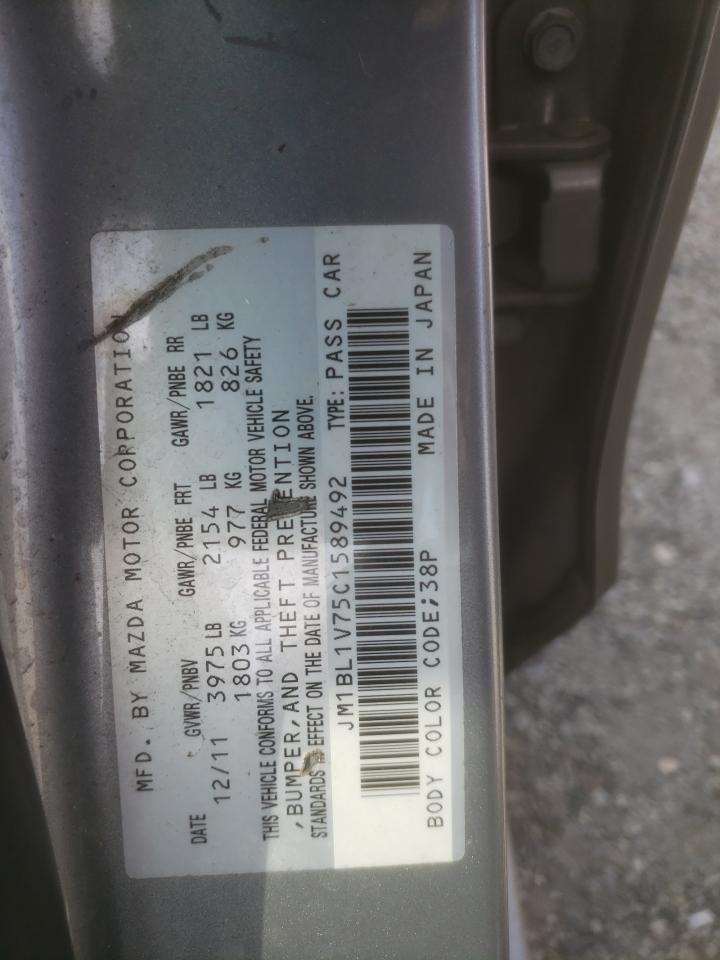 MFD. BY MAZDA MOTOR CORPORATION
DATE GVWR/PNBV GAWR/PNBE FRT GAWR/PNBE RR
12/11 3975 LB 2154 LB 1821 LB
1803 KG 977 KG 826 KG
THIS VEHICLE CONFORMS TO ALL APPLICABLE FEDERAL MOTOR VEHICLE SAFETY
,BUMPER,AND THEFT PREVENTION
STANDARDS IN EFFECT ON THE DATE OF MANUFACTURE SHOWN ABOVE.
JM1BL1V75C1589492 TYPE: PASS CAR
BODY COLOR CODE;38P MADE IN JAPAN